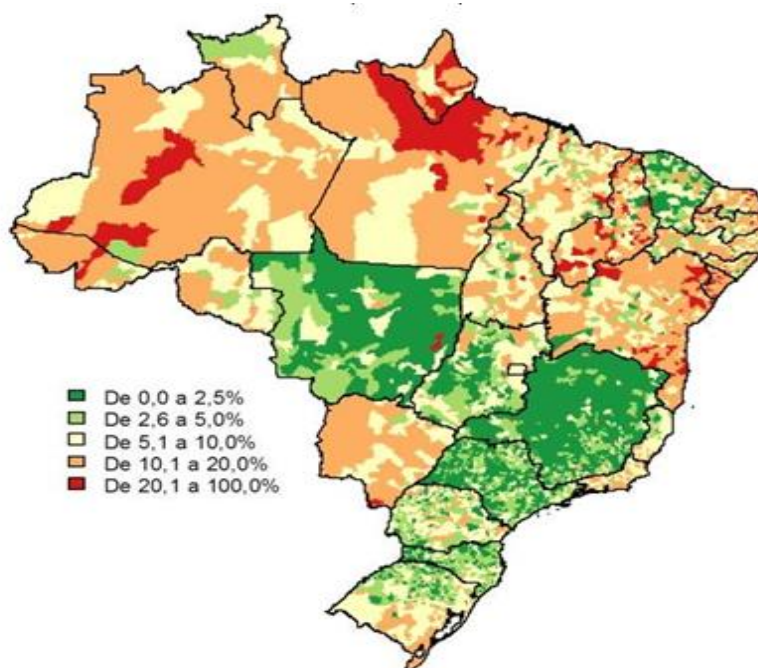 De 0,0 a 2,5%
De 2,6 a 5,0%
De 5,1 a 10,0%
De 10,1 a 20,0%
De 20,1 a 100,0%